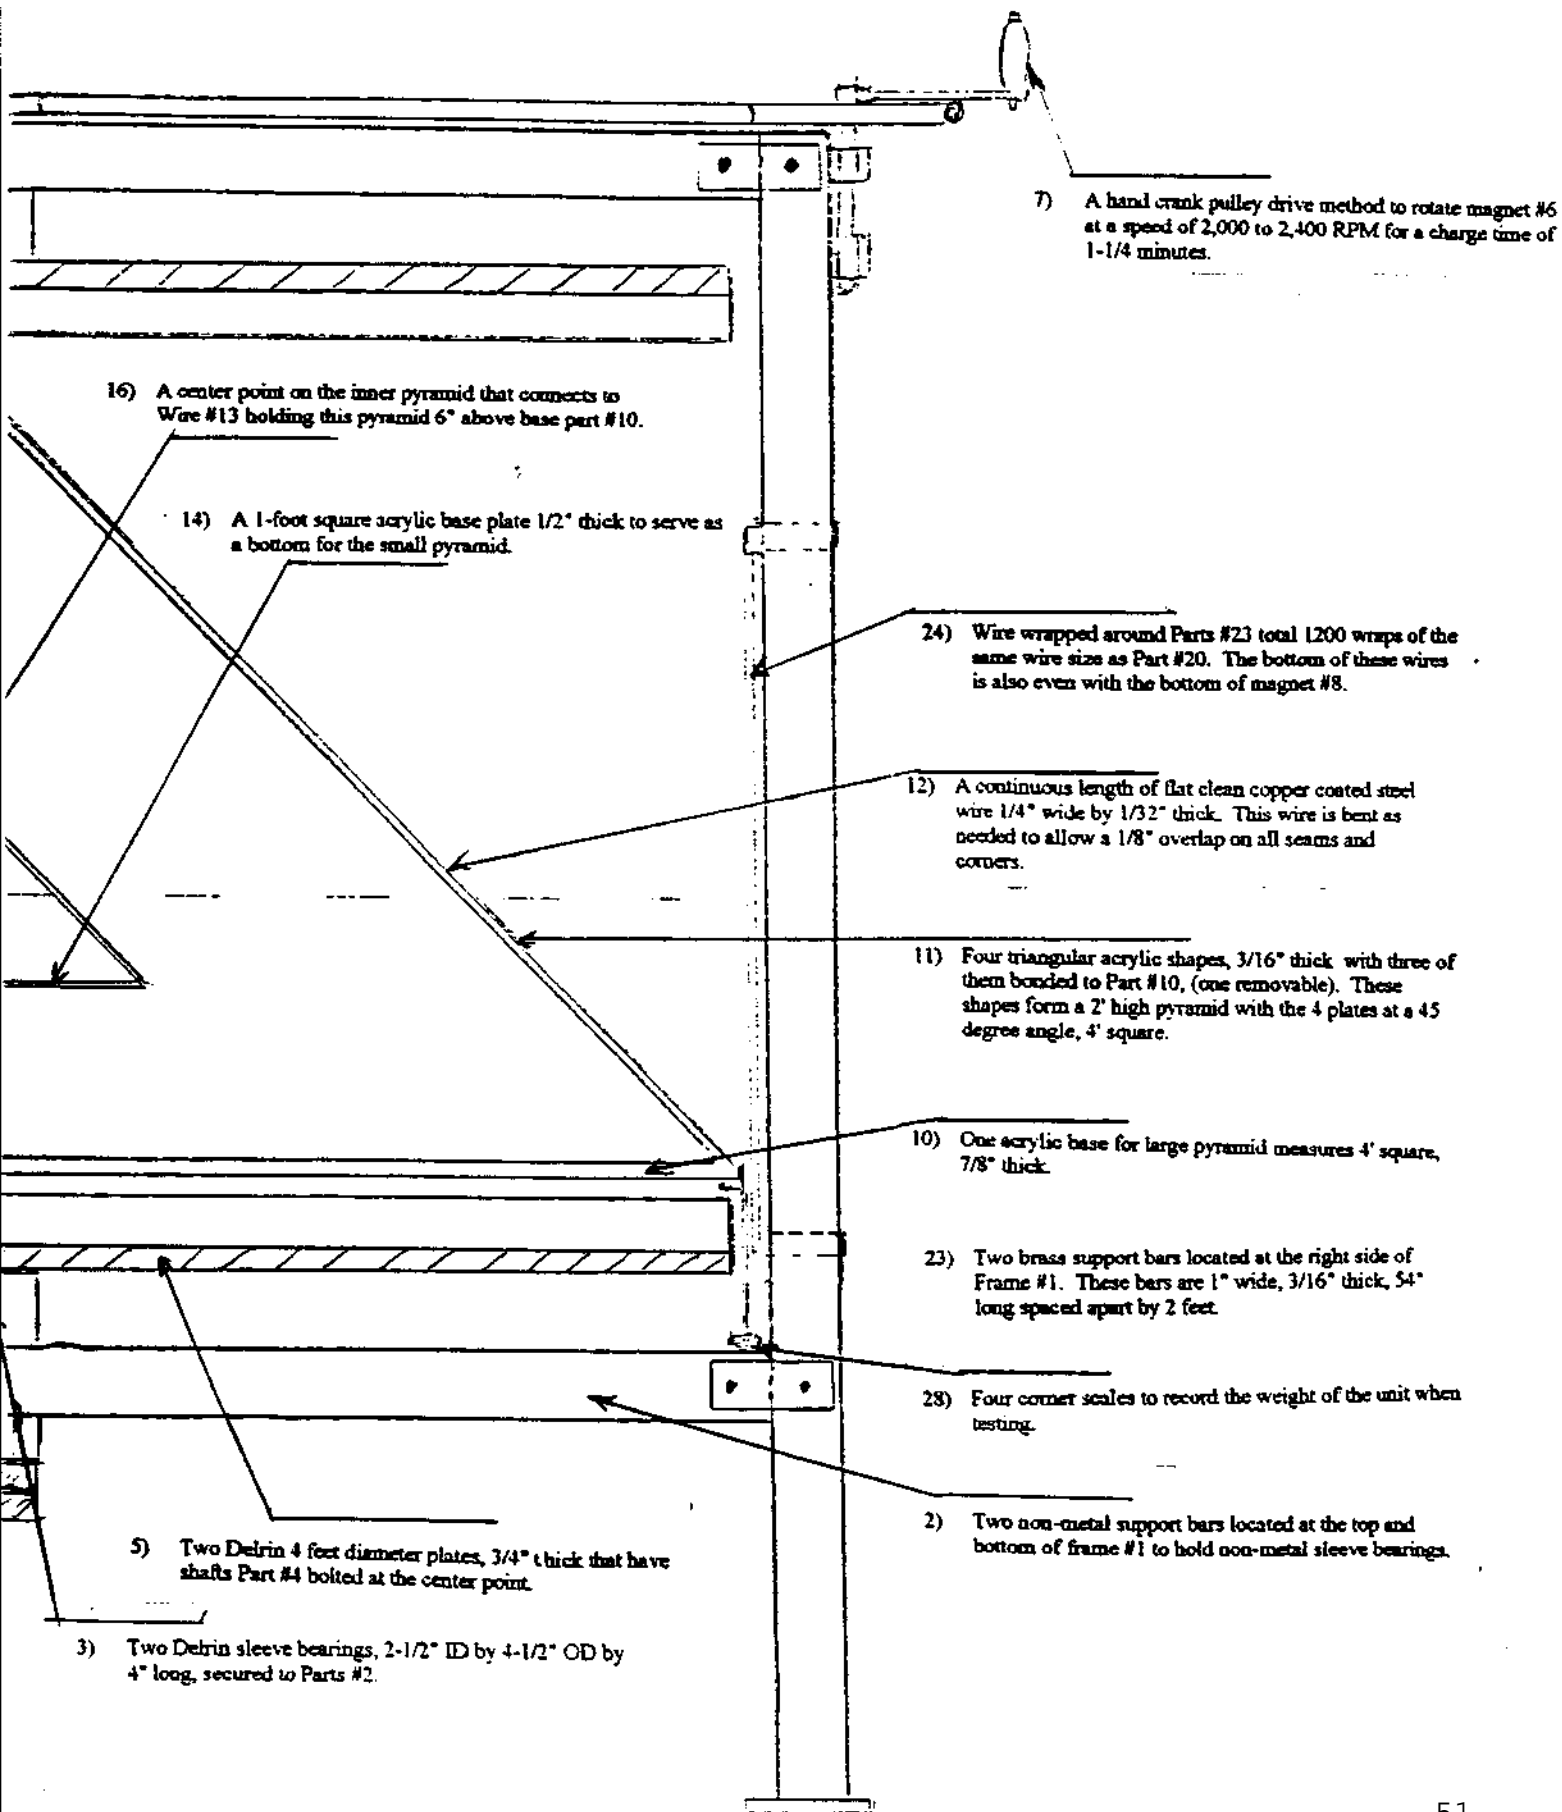 7) A hand crank pulley drive method to rotate magnet #6
at a speed of 2,000 to 2,400 RPM for a charge time of
1-1/4 minutes.
16) A center point on the inner pyramid that connects to
Wire #13 holding this pyramid 6" above base part #10.
14) A 1-foot square acrylic base plate 1/2" thick to serve as
a bottom for the small pyramid.
24) Wire wrapped around Parts #23 total 1200 wraps of the
same wire size as Part #20. The bottom of these wires
is also even with the bottom of magnet #8.
12) A continuous length of flat clean copper coated steel
wire 1/4" wide by 1/32" thick. This wire is bent as
needed to allow a 1/8" overlap on all seams and
corners.
11) Four triangular acrylic shapes, 3/16" thick with three of
them bonded to Part #10, (one removable). These
shapes form a 2' high pyramid with the 4 plates at a 45
degree angle, 4' square.
10) One acrylic base for large pyramid measures 4' square,
7/8" thick.
23) Two brass support bars located at the right side of
Frame #1. These bars are 1" wide, 3/16" thick, 54"
long spaced apart by 2 feet.
28) Four corner scales to record the weight of the unit when
testing.
2) Two non-metal support bars located at the top and
bottom of frame #1 to hold non-metal sleeve bearings.
5) Two Delrin 4 feet diameter plates, 3/4" thick that have
shafts Part #4 bolted at the center point.
3) Two Delrin sleeve bearings, 2-1/2" ID by 4-1/2" OD by
4" long, secured to Parts #2.
51